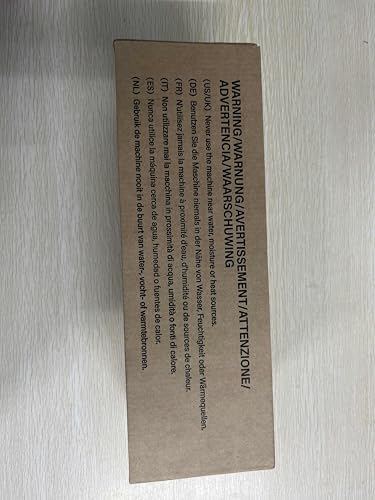 WARNING/WARNUNG/AVERTISSEMENT/ATTENZIONE/
ADVERTENCIA/WAARSCHUWING
(US/UK) Never use the machine near water, moisture or heat sources.
(DE) Benutzen Sie die Maschine niemals in der Nähe von Wasser, Feuchtigkeit oder Wärmequellen.
(FR) N'utilisez jamais la machine à proximité d'eau, d'humidité ou de sources de chaleur.
(IT) Non utilizzare mai la macchina in prossimità di acqua, umidità o fonti di calore.
(ES) Nunca utilice la máquina cerca de agua, humedad o fuentes de calor.
(NL) Gebruik de machine nooit in de buurt van water-, vocht- of warmtebronnen.